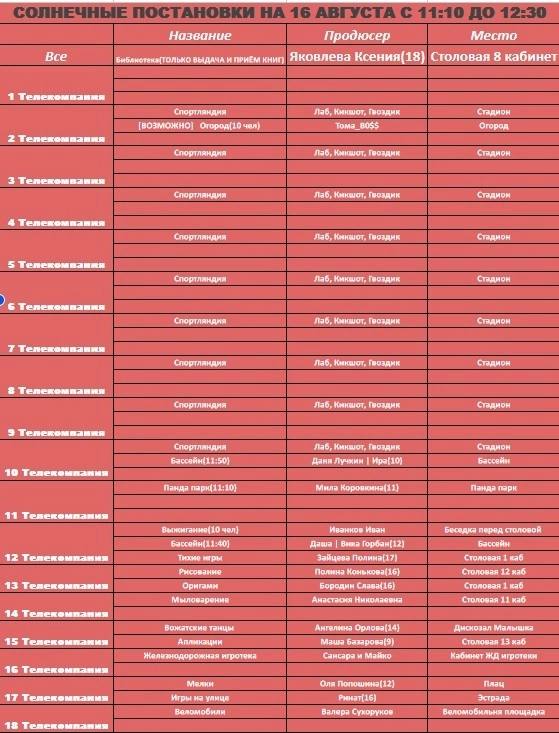 СОЛНЕЧНЫЕ ПОСТАНОВКИ НА 16 АВГУСТА С 11:10 ДО 12:30
Название Продюсер Место
Все Библиотека(ТОЛЬКО ВЫДАЧА И ПРИЁМ КНИГ) Яковлева Ксения(18) Столовая 8 кабинет
1 Телекомпания
Спортляндия Лаб, Кикшот, Гвоздик Стадион
[ВОЗМОЖНО] Огород(10 чел) Тома_BO$$ Огород
2 Телекомпания
Спортляндия Лаб, Кикшот, Гвоздик Стадион
3 Телекомпания
Спортляндия Лаб, Кикшот, Гвоздик Стадион
4 Телекомпания
Спортляндия Лаб, Кикшот, Гвоздик Стадион
5 Телекомпания
Спортляндия Лаб, Кикшот, Гвоздик Стадион
6 Телекомпания
Спортляндия Лаб, Кикшот, Гвоздик Стадион
7 Телекомпания
Спортляндия Лаб, Кикшот, Гвоздик Стадион
8 Телекомпания
Спортляндия Лаб, Кикшот, Гвоздик Стадион
9 Телекомпания
Спортляндия Лаб, Кикшот, Гвоздик Стадион
Бассейн(11:50) Даня Лучкин | Ира(10) Бассейн
10 Телекомпания
Панда парк(11:10) Мила Коровкина(11) Панда парк
11 Телекомпания
Выжигание(10 чел) Иванков Иван Беседка перед столовой
Бассейн(11:40) Даша | Вика Горбан(12) Бассейн
12 Телекомпания Тихие игры Зайцева Полина(17) Столовая 1 каб
Рисование Полина Конькова(16) Столовая 12 каб
13 Телекомпания Оригами Бородин Слава(16) Столовая 1 каб
Мыловарение Анастасия Николаевна Столовая 11 каб
14 Телекомпания
Вожатские танцы Ангелина Орлова(14) Дискозал Малышка
15 Телекомпания Апликации Маша Базарова(9) Столовая 13 каб
Железнодорожная игротека Сансара и Майко Кабинет ЖД игротеки
16 Телекомпания
Мелки Оля Попошина(12) Плац
17 Телекомпания Игры на улице Ринат(16) Эстрада
Веломобили Валера Сухоруков Веломобильня площадка
18 Телекомпания